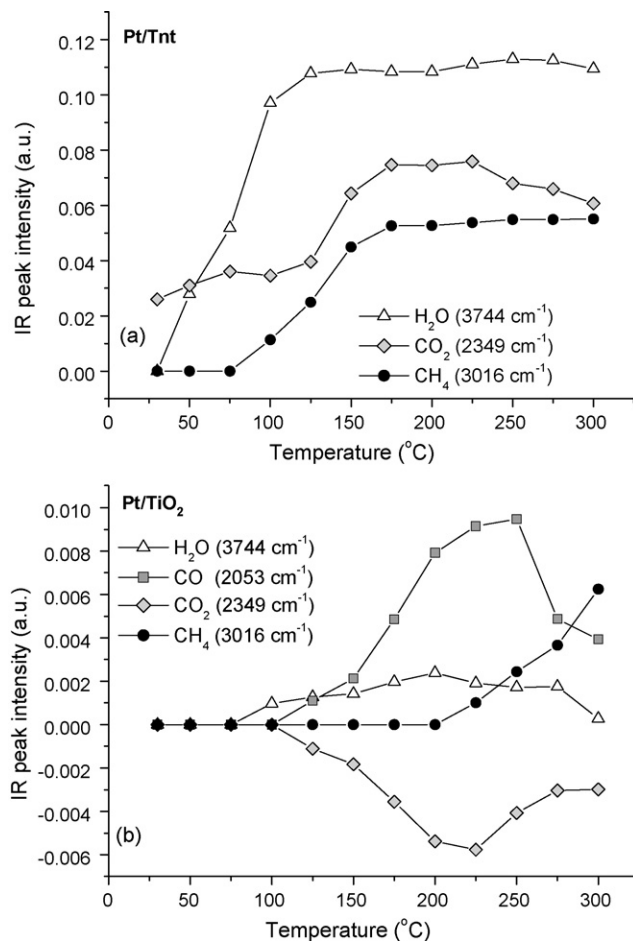 Pt/Tnt
0.12
0.10
0.08
0.06
0.04
0.02
0.00
IR peak intensity (a.u.)
(a)
H₂O (3744 cm⁻¹)
CO₂ (2349 cm⁻¹)
CH₄ (3016 cm⁻¹)
0 50 100 150 200 250 300
Temperature (°C)
Pt/TiO₂
0.010
0.008
0.006
0.004
0.002
0.000
-0.002
-0.004
-0.006
IR peak intensity (a.u.)
H₂O (3744 cm⁻¹)
CO (2053 cm⁻¹)
CO₂ (2349 cm⁻¹)
CH₄ (3016 cm⁻¹)
(b)
0 50 100 150 200 250 300
Temperature (°C)